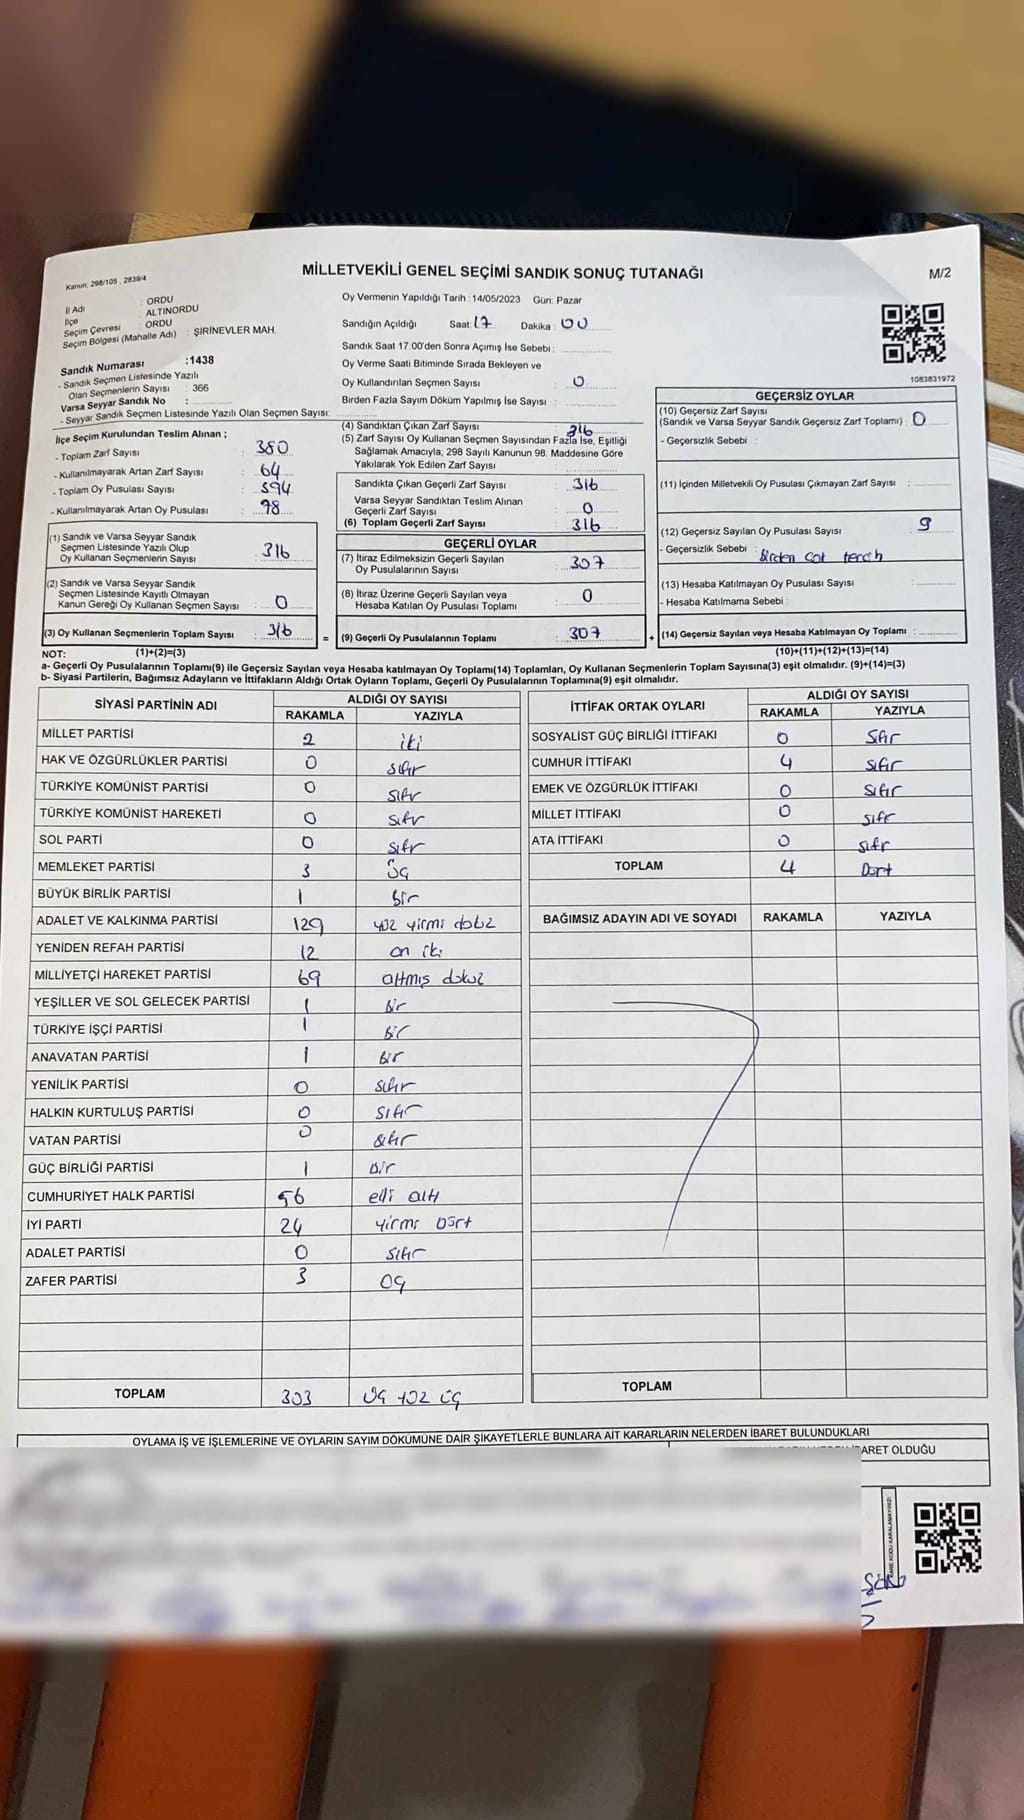 Kanun: 298/105 , 2839/4
MİLLETVEKİLİ GENEL SEÇİMİ SANDIK SONUÇ TUTANAĞI
M/2
İl Adı : ORDU
İlçe : ALTINORDU
Seçim Çevresi : ORDU
Seçim Bölgesi (Mahalle Adı) : ŞİRİNEVLER MAH.
Sandık Numarası :1438
- Sandık Seçmen Listesinde Yazılı
Olan Seçmenlerin Sayısı : 366
Varsa Seyyar Sandık No :
- Seyyar Sandık Seçmen Listesinde Yazılı Olan Seçmen Sayısı:
Oy Vermenin Yapıldığı Tarih :14/05/2023 Gün: Pazar
Sandığın Açıldığı Saat: 17 Dakika : 00
Sandık Saat 17:00'den Sonra Açımış İse Sebebi :
Oy Verme Saati Bitiminde Sırada Bekleyen ve
Oy Kullandırılan Seçmen Sayısı : 0
Birden Fazla Sayım Döküm Yapılmış İse Sayısı :
1083831972
İlçe Seçim Kurulundan Teslim Alınan ;
- Toplam Zarf Sayısı : 380
- Kullanılmayarak Artan Zarf Sayısı : 64
- Toplam Oy Pusulası Sayısı : 394
- Kullanılmayarak Artan Oy Pusulası : 78
(1) Sandık ve Varsa Seyyar Sandık
Seçmen Listesinde Yazılı Olup
Oy Kullanan Seçmenlerin Sayısı : 316
(2) Sandık ve Varsa Seyyar Sandık
Seçmen Listesinde Kayıtlı Olmayan
Kanun Gereği Oy Kullanan Seçmen Sayısı : 0
(3) Oy Kullanan Seçmenlerin Toplam Sayısı : 316 =
(4) Sandıktan Çıkan Zarf Sayısı : 316
(5) Zarf Sayısı Oy Kullanan Seçmen Sayısından Fazla İse, Eşitliği
Sağlamak Amacıyla; 298 Sayılı Kanunun 98. Maddesine Göre
Yakılarak Yok Edilen Zarf Sayısı :
Sandıkta Çıkan Geçerli Zarf Sayısı : 316
Varsa Seyyar Sandıktan Teslim Alınan
Geçerli Zarf Sayısı : 0
(6) Toplam Geçerli Zarf Sayısı : 316
GEÇERLİ OYLAR
(7) İtiraz Edilmeksizin Geçerli Sayılan
Oy Pusulalarının Sayısı : 307
(8) İtiraz Üzerine Geçerli Sayılan veya
Hesaba Katılan Oy Pusulası Toplamı : 0
(9) Geçerli Oy Pusulalarının Toplamı : 307 +
GEÇERSİZ OYLAR
(10) Geçersiz Zarf Sayısı
(Sandık ve Varsa Seyyar Sandık Geçersiz Zarf Toplamı) : 0
- Geçersizlik Sebebi :
(11) İçinden Milletvekili Oy Pusulası Çıkmayan Zarf Sayısı :
(12) Geçersiz Sayılan Oy Pusulası Sayısı : 9
- Geçersizlik Sebebi : Birden çok tercih
(13) Hesaba Katılmayan Oy Pusulası Sayısı :
- Hesaba Katılmama Sebebi :
(14) Geçersiz Sayılan veya Hesaba Katılmayan Oy Toplamı :
NOT: (1)+(2)=(3) (10)+(11)+(12)+(13)=(14)
a- Geçerli Oy Pusulalarının Toplamı(9) ile Geçersiz Sayılan veya Hesaba katılmayan Oy Toplamı(14) Toplamları, Oy Kullanan Seçmenlerin Toplam Sayısına(3) eşit olmalıdır. (9)+(14)=(3)
b- Siyasi Partilerin, Bağımsız Adayların ve İttifakların Aldığı Ortak Oyların Toplamı, Geçerli Oy Pusulalarının Toplamına(9) eşit olmalıdır.
SİYASİ PARTİNİN ADI ALDIĞI OY SAYISI
RAKAMLA YAZIYLA
MİLLET PARTİSİ 2 iki
HAK VE ÖZGÜRLÜKLER PARTİSİ 0 sıfır
TÜRKİYE KOMÜNİST PARTİSİ 0 sıfır
TÜRKİYE KOMÜNİST HAREKETİ 0 sıfır
SOL PARTİ 0 sıfır
MEMLEKET PARTİSİ 3 Üç
BÜYÜK BİRLİK PARTİSİ 1 bir
ADALET VE KALKINMA PARTİSİ 129 yüz yirmi dokuz
YENİDEN REFAH PARTİSİ 12 on iki
MİLLİYETÇİ HAREKET PARTİSİ 69 altmış dokuz
YEŞİLLER VE SOL GELECEK PARTİSİ 1 bir
TÜRKİYE İŞÇİ PARTİSİ 1 bir
ANAVATAN PARTİSİ 1 bir
YENİLİK PARTİSİ 0 sıfır
HALKIN KURTULUŞ PARTİSİ 0 sıfır
VATAN PARTİSİ 0 sıfır
GÜÇ BİRLİĞİ PARTİSİ 1 bir
CUMHURİYET HALK PARTİSİ 56 elli altı
İYİ PARTİ 24 yirmi Dört
ADALET PARTİSİ 0 sıfır
ZAFER PARTİSİ 3 Üç
TOPLAM 303 Üç yüz üç
İTTİFAK ORTAK OYLARI ALDIĞI OY SAYISI
RAKAMLA YAZIYLA
SOSYALİST GÜÇ BİRLİĞİ İTTİFAKI 0 sıfır
CUMHUR İTTİFAKI 4 sıfır
EMEK VE ÖZGÜRLÜK İTTİFAKI 0 sıfır
MİLLET İTTİFAKI 0 sıfır
ATA İTTİFAKI 0 sıfır
TOPLAM 4 Dört
BAĞIMSIZ ADAYIN ADI VE SOYADI RAKAMLA YAZIYLA
TOPLAM
OYLAMA İŞ VE İŞLEMLERİNE VE OYLARIN SAYIM DÖKÜMÜNE DAİR ŞİKAYETLERLE BUNLARA AİT KARARLARIN NELERDEN İBARET BULUNDUKLARI
BARET OLDUĞU